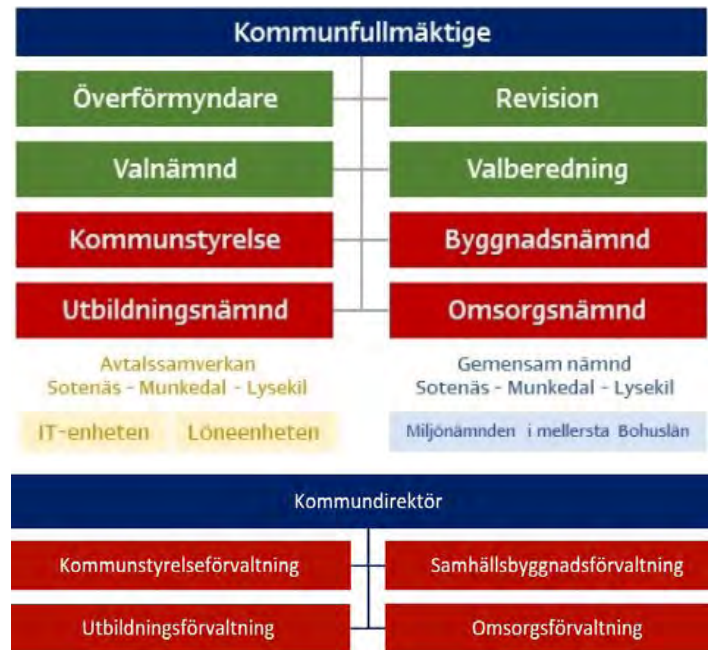 Kommunfullmäktige
Överförmyndare
Revision
Valnämnd
Valberedning
Kommunstyrelse
Byggnadsnämnd
Utbildningsnämnd
Omsorgsnämnd
Avtalssamverkan
Sotenäs - Munkedal - Lysekil
IT-enheten
Löneenheten
Gemensam nämnd
Sotenäs - Munkedal - Lysekil
Miljönämnden i mellersta Bohuslän
Kommundirektör
Kommunstyrelseförvaltning
Samhällsbyggnadsförvaltning
Utbildningsförvaltning
Omsorgsförvaltning